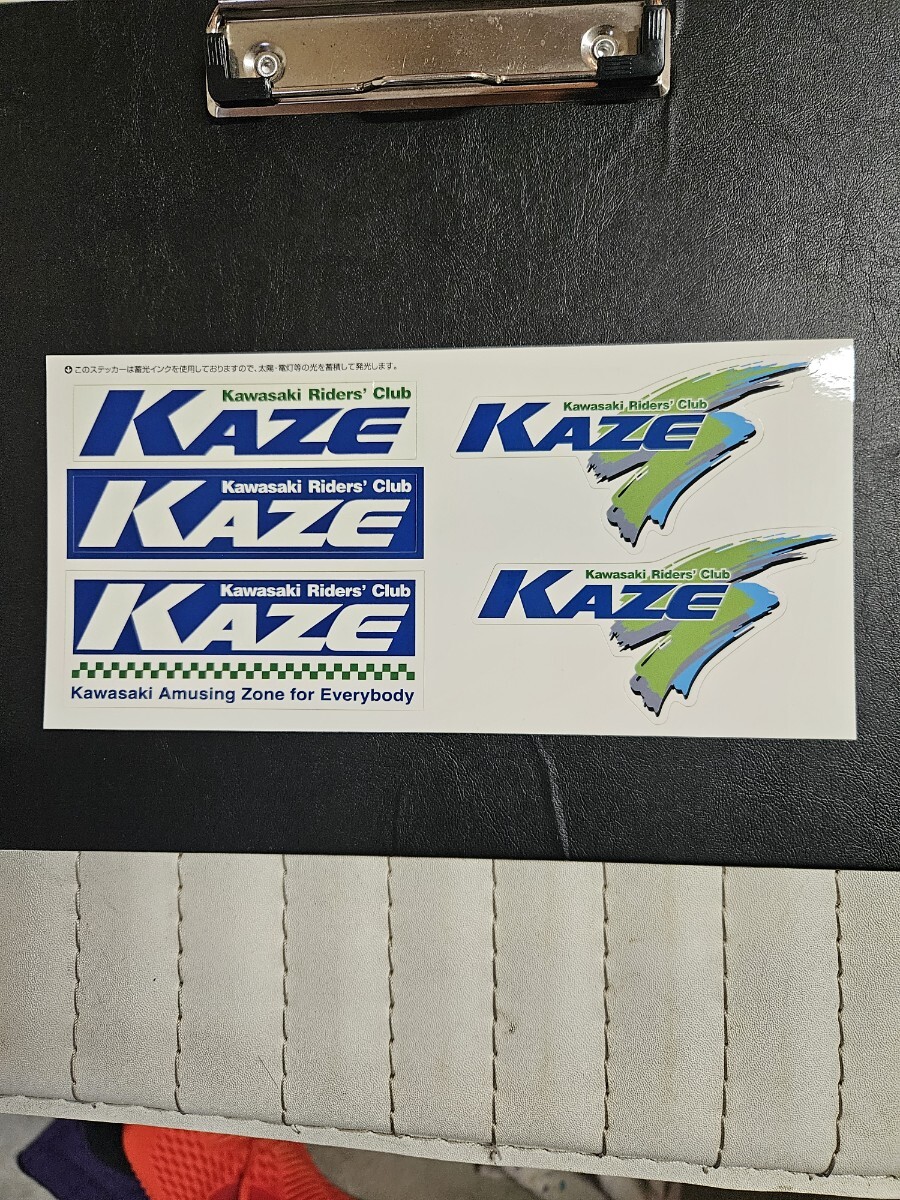 このステッカーは蓄光インクを使用しておりますので、太陽・電灯等の光を蓄積して発光します。
Kawasaki Riders' Club
KAZE
Kawasaki Riders' Club
KAZE
Kawasaki Riders' Club
KAZE
Kawasaki Amusing Zone for Everybody
Kawasaki Riders' Club
KAZE
Kawasaki Riders' Club
KAZE